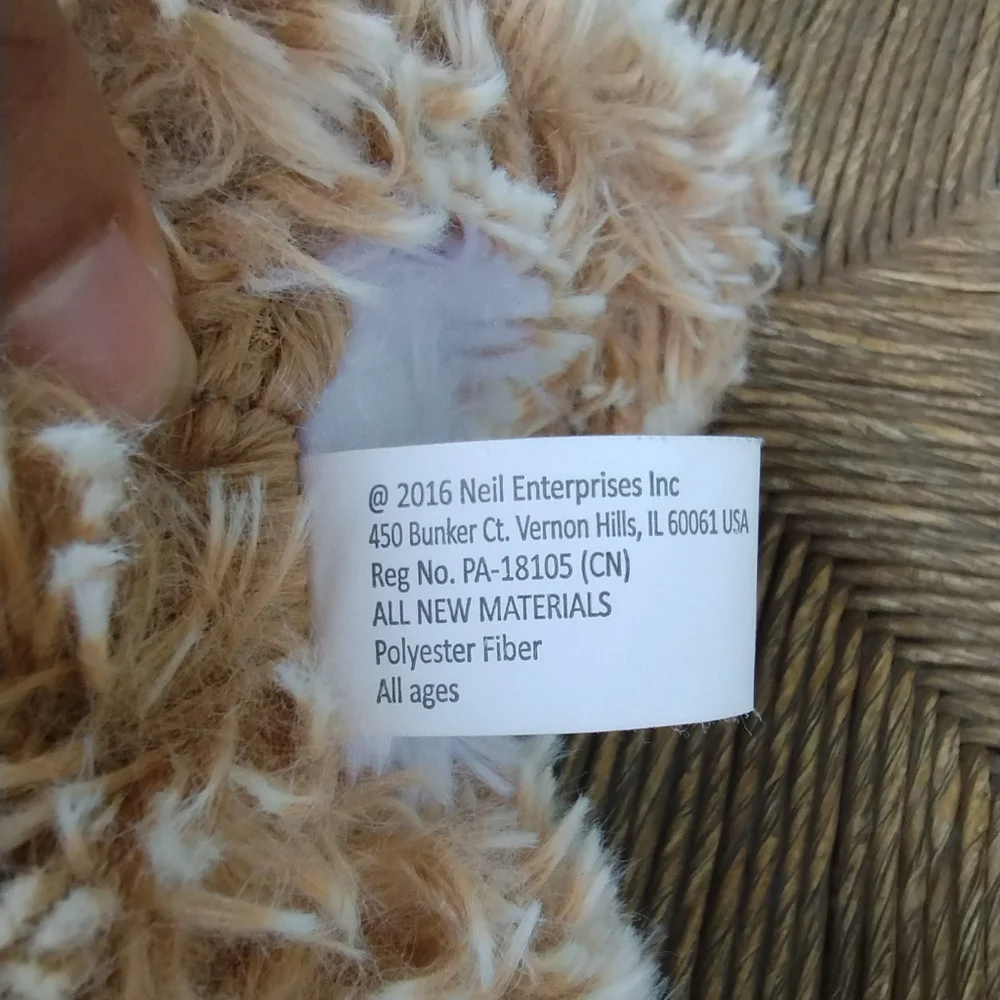 @ 2016 Neil Enterprises Inc
450 Bunker Ct. Vernon Hills, IL 60061 USA
Reg No. PA-18105 (CN)
ALL NEW MATERIALS
Polyester Fiber
All ages